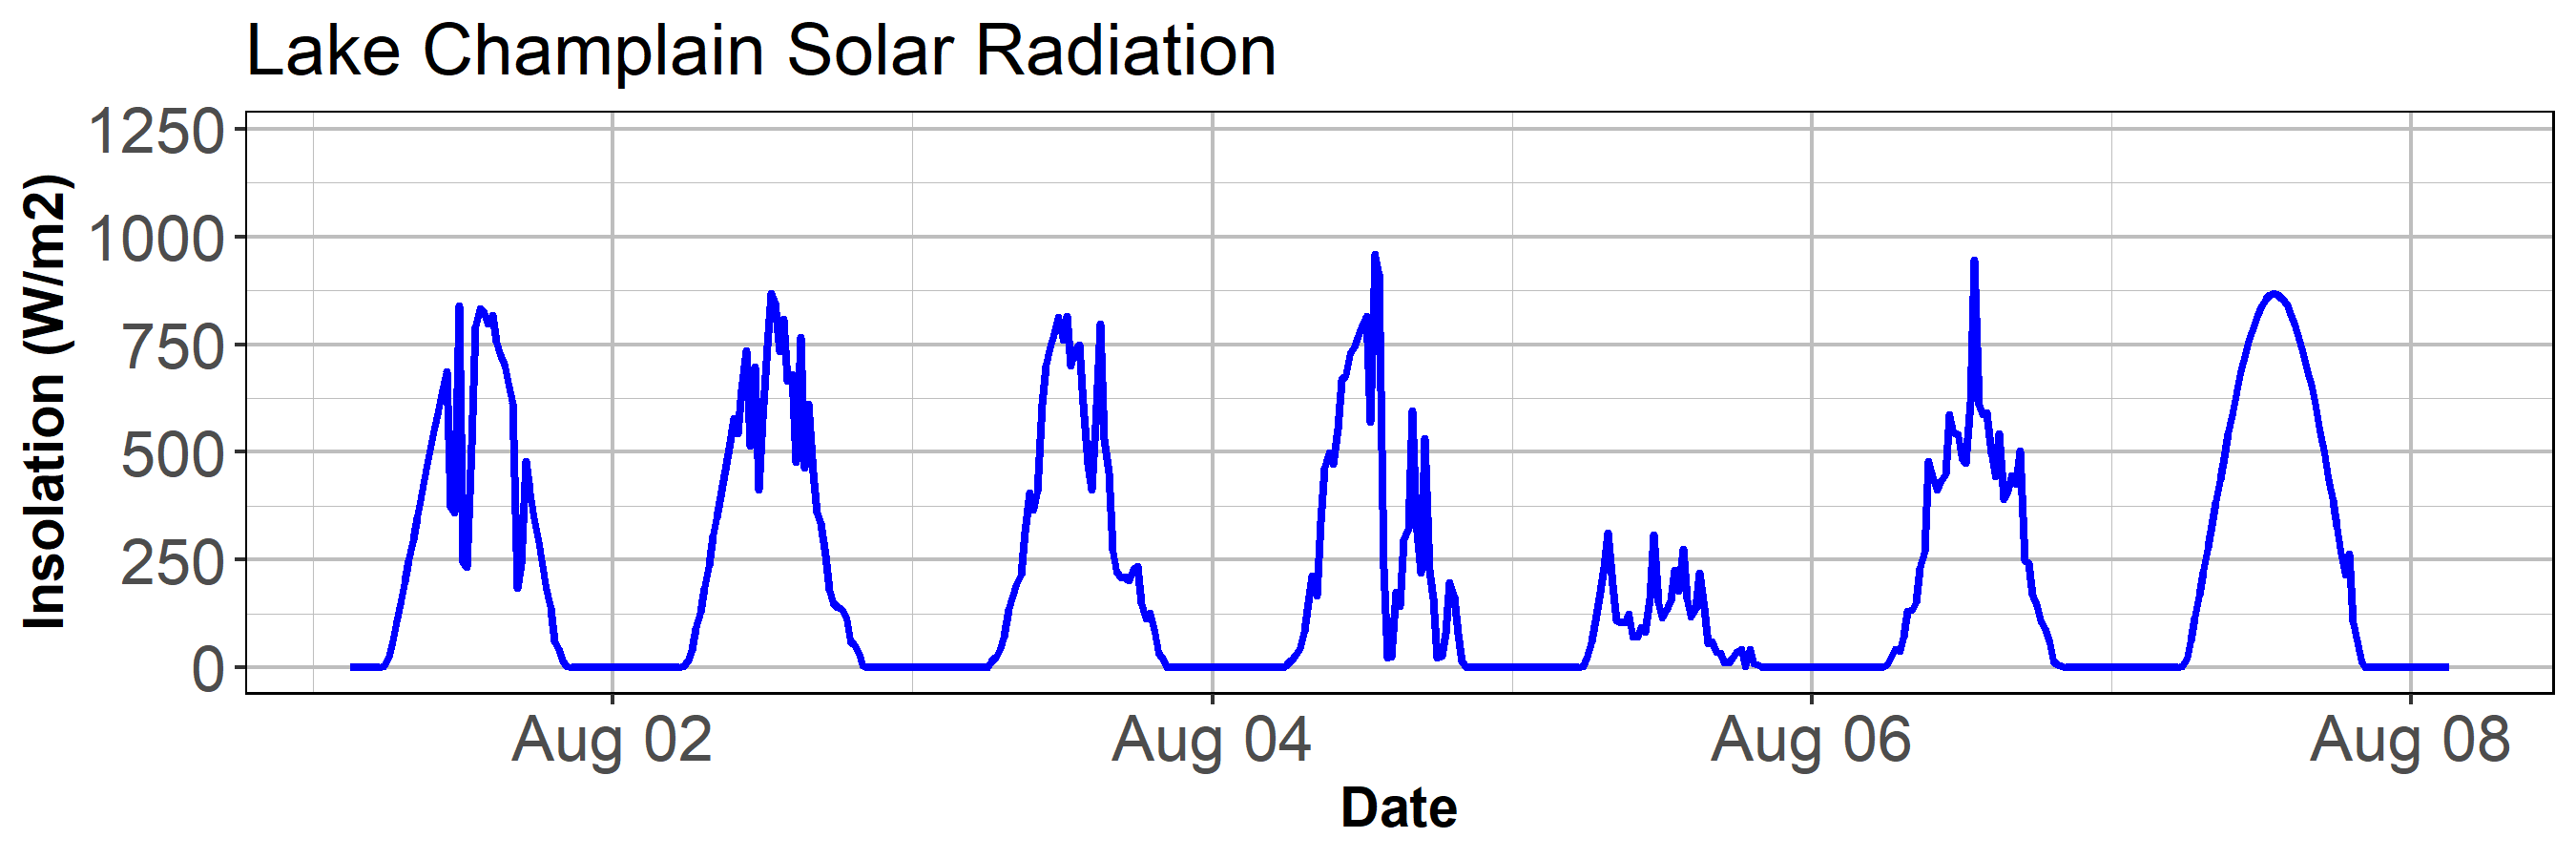 Lake Champlain Solar Radiation
Insolation (W/m2)
1250
1000
750
500
250
0
Aug 02 Aug 04 Aug 06 Aug 08
Date